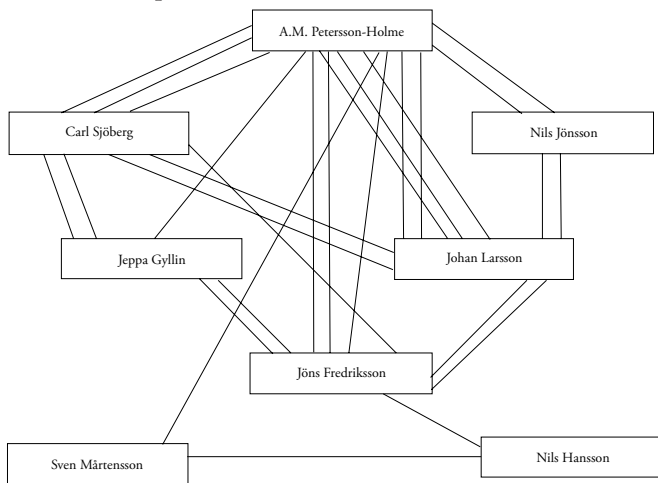 A.M. Petersson-Holme
Carl Sjöberg
Nils Jönsson
Jeppa Gyllin
Johan Larsson
Jöns Fredriksson
Sven Mårtensson
Nils Hansson